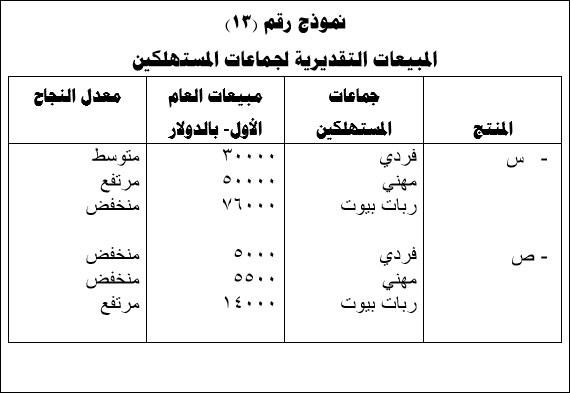 نموذج رقم (١٣)
المبيعات التقديرية لجماعات المستهلكين
المنتج جماعات المستهلكين مبيعات العام الأول- بالدولار معدل النجاح
- س فردي ٣٠٠٠٠ متوسط
مهني ٥٠٠٠٠ مرتفع
ربات بيوت ٧٦٠٠٠ منخفض
- ص فردي ٥٠٠٠ منخفض
مهني ٥٥٠٠ منخفض
ربات بيوت ١٤٠٠٠ مرتفع